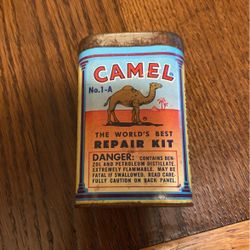 CAMEL
No. 1-A
THE WORLD'S BEST
REPAIR KIT
DANGER: CONTAINS BEN-
ZOL AND PETROLEUM DISTILLATE.
EXTREMELY FLAMMABLE. MAY BE
FATAL IF SWALLOWED. READ CARE-
FULLY CAUTION ON BACK PANEL.